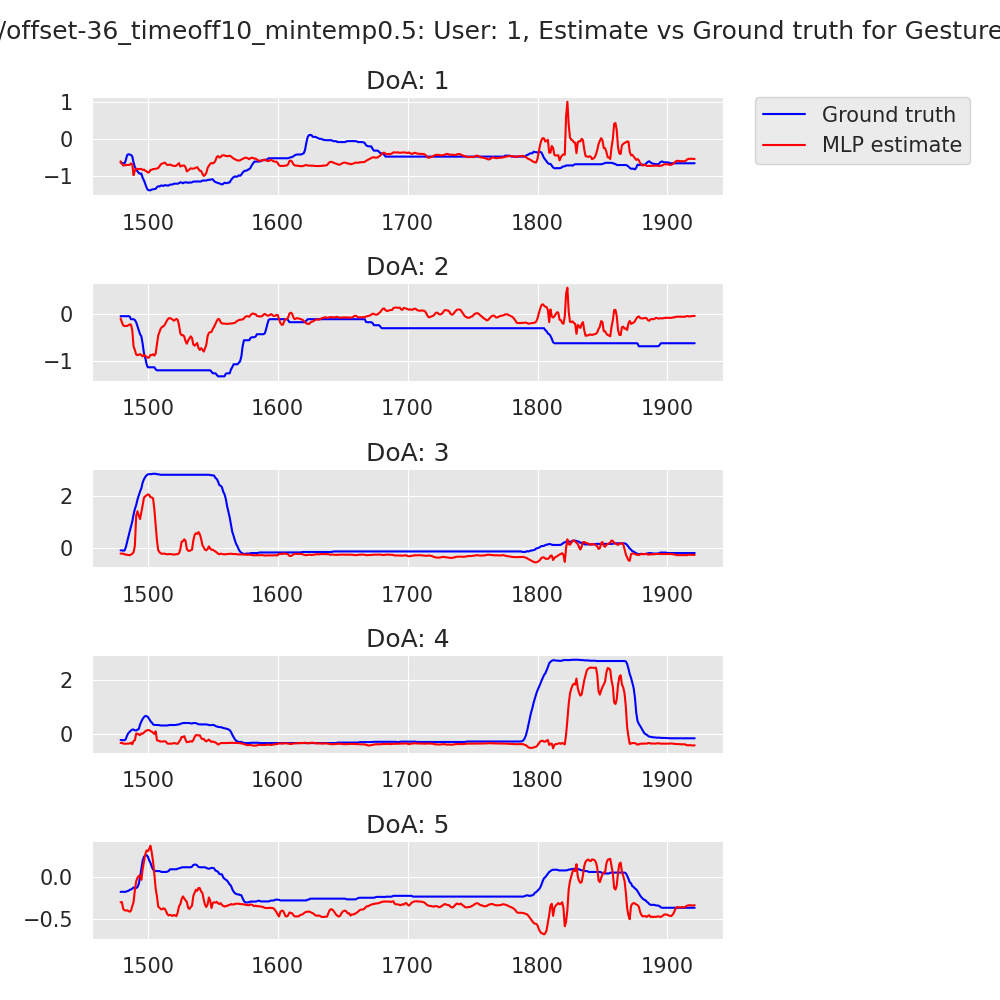 /offset-36_timeoff10_mintemp0.5: User: 1, Estimate vs Ground truth for Gesture
DoA: 1
Ground truth
MLP estimate
1
0
−1
1500 1600 1700 1800 1900
DoA: 2
0
−1
1500 1600 1700 1800 1900
DoA: 3
2
0
1500 1600 1700 1800 1900
DoA: 4
2
0
1500 1600 1700 1800 1900
DoA: 5
0.0
−0.5
1500 1600 1700 1800 1900